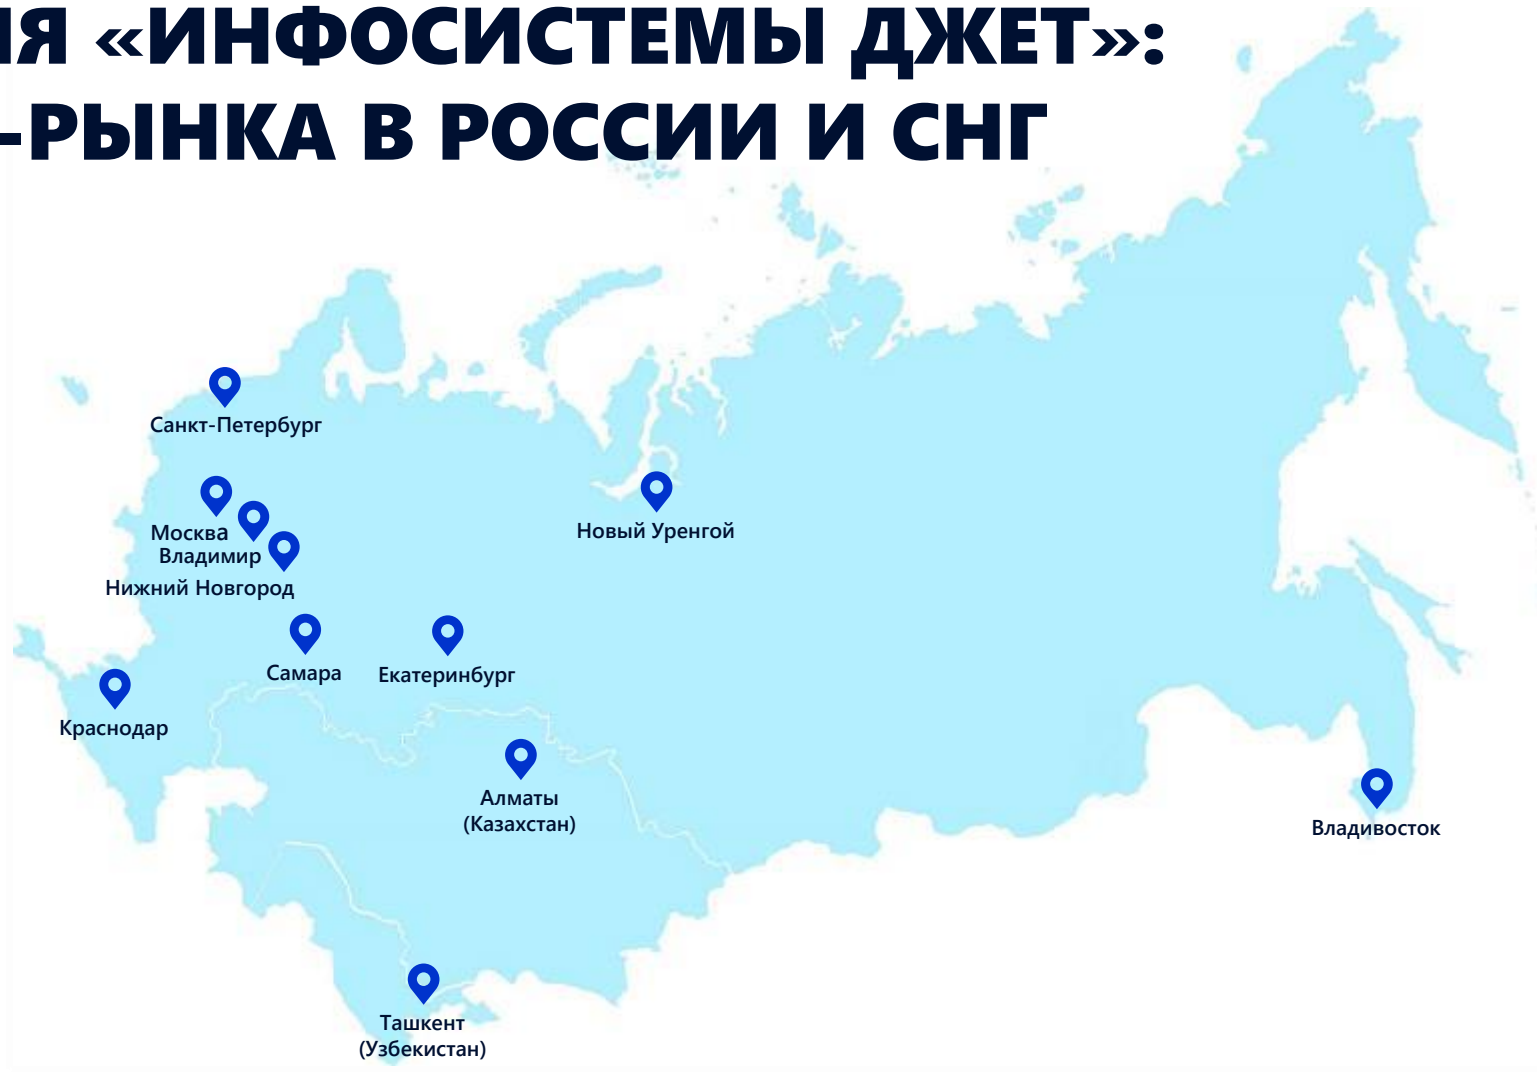 ИЯ «ИНФОСИСТЕМЫ ДЖЕТ»:
-РЫНКА В РОССИИ И СНГ
Санкт-Петербург
Москва
Владимир
Нижний Новгород
Новый Уренгой
Самара
Екатеринбург
Краснодар
Алматы
(Казахстан)
Владивосток
Ташкент
(Узбекистан)